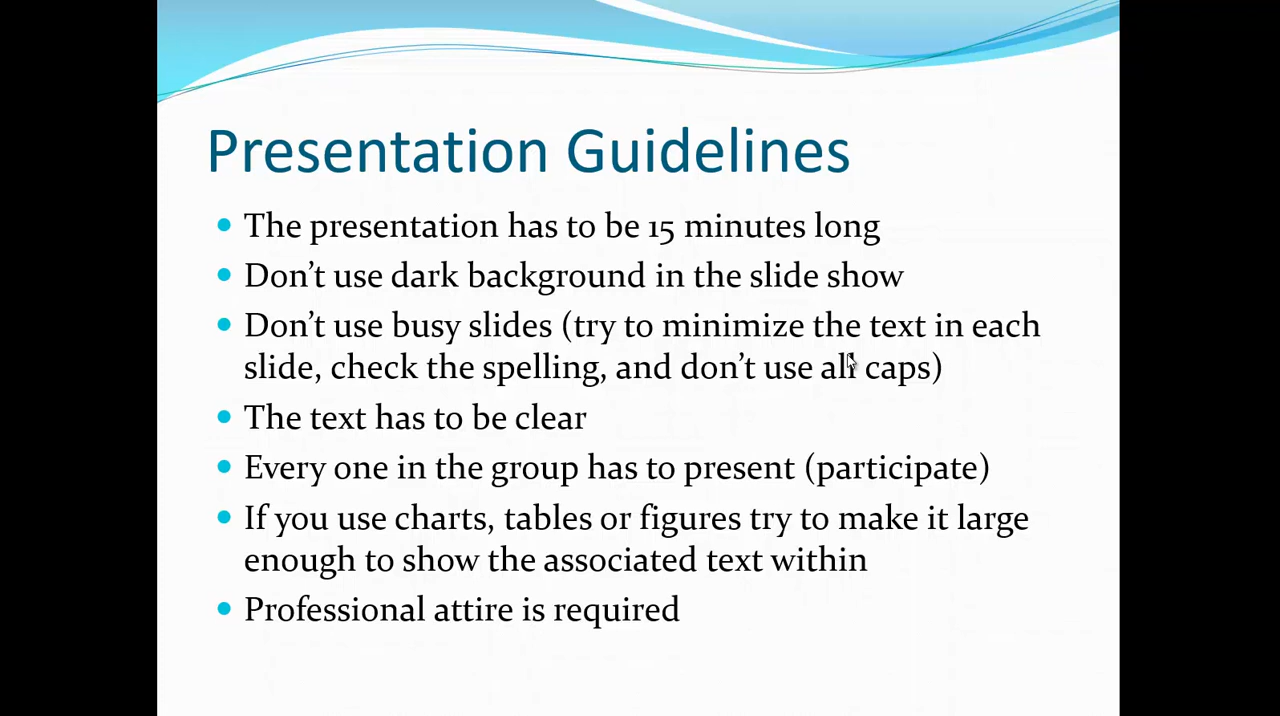 Presentation Guidelines
• The presentation has to be 15 minutes long
• Don’t use dark background in the slide show
• Don’t use busy slides (try to minimize the text in each
slide, check the spelling, and don’t use all caps)
• The text has to be clear
• Every one in the group has to present (participate)
• If you use charts, tables or figures try to make it large
enough to show the associated text within
• Professional attire is required